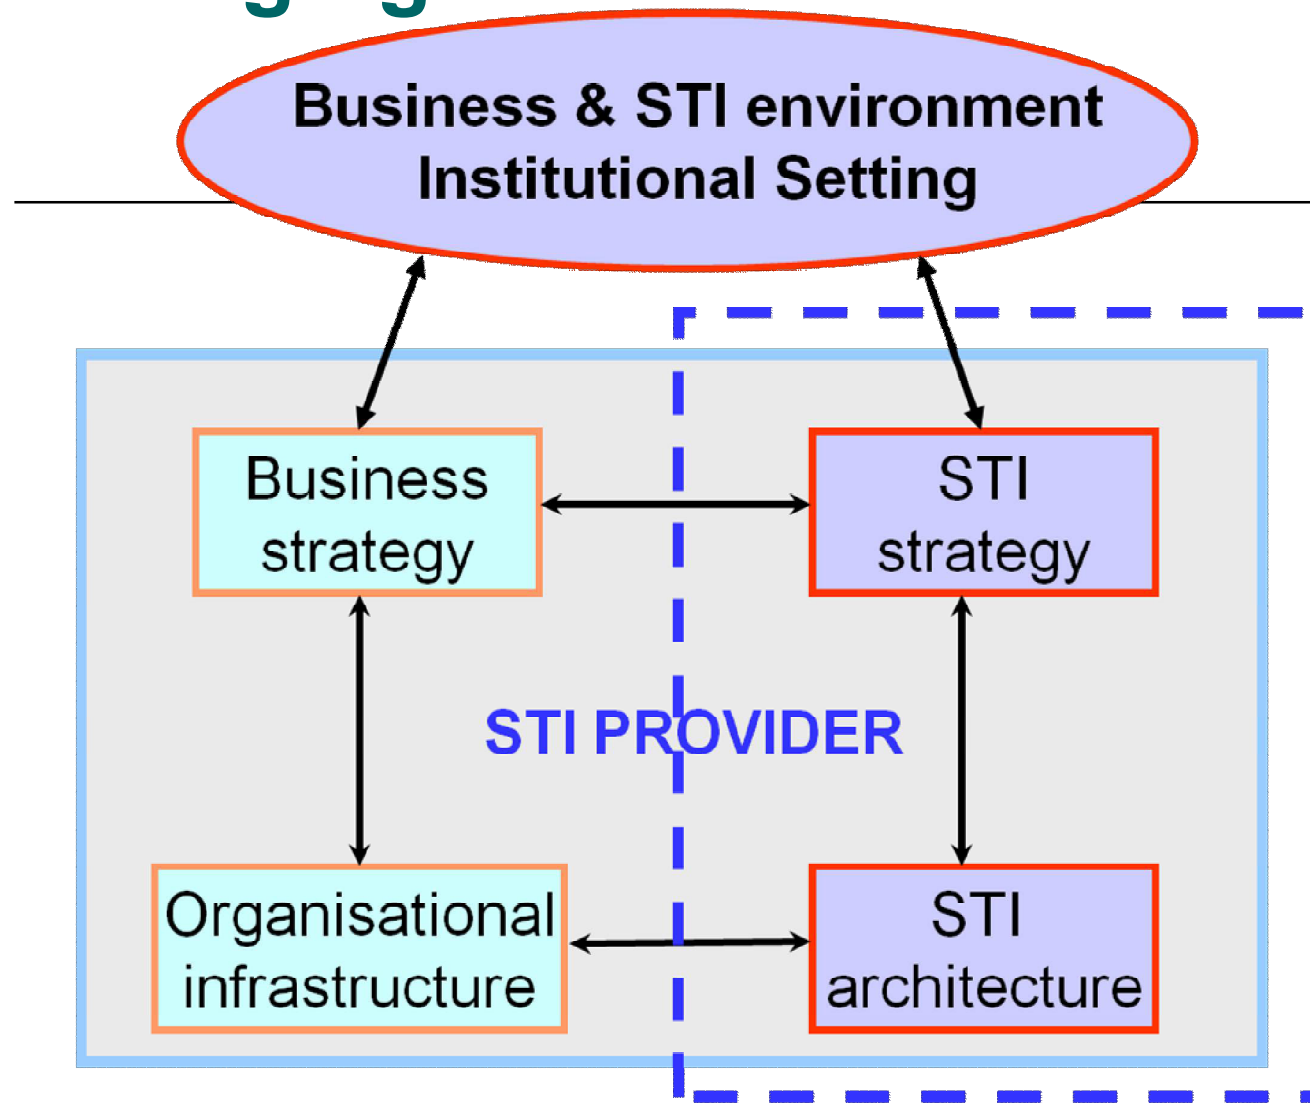 Business & STI environment
Institutional Setting
Business
strategy
STI
strategy
STI PROVIDER
Organisational
infrastructure
STI
architecture